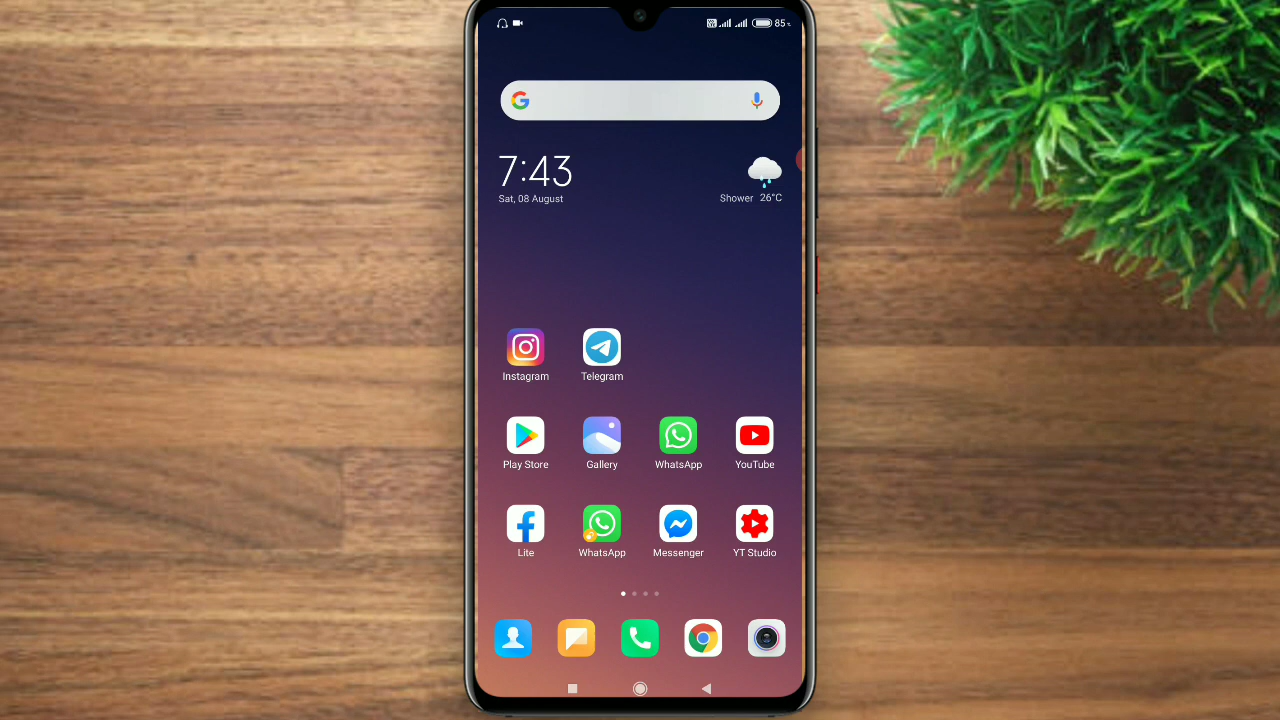 85
7:43
Sat, 08 August
Shower 26°C
Instagram
Telegram
Play Store
Gallery
WhatsApp
YouTube
Lite
WhatsApp
Messenger
YT Studio